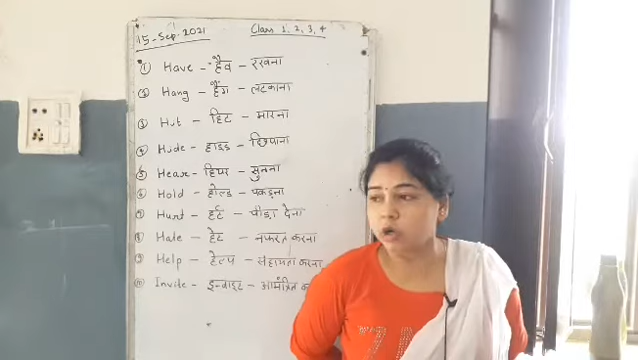 15-Sep-2021 Class 1, 2, 3, 4
① Have - हैव - रखना
② Hang - हैंग - लटकाना
③ Hit - हिट - मारना
④ Hide - हाइड - छिपाना
⑤ Hear - हियर - सुनना
⑥ Hold - होल्ड - पकड़ना
⑦ Hunt - हर्ट - पीड़ा देना
⑧ Hate - हेट - नफरत करना
⑨ Help - हेल्प - सहायता करना
⑩ Invite - इनवाइट - आमंत्रित